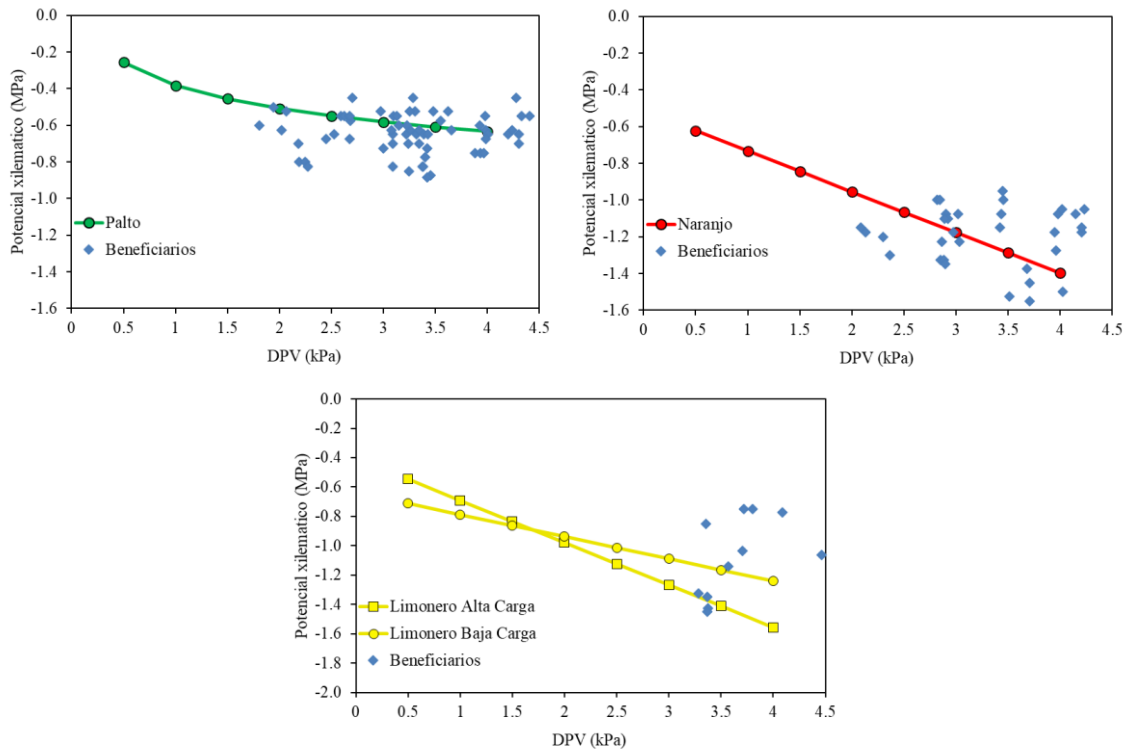 0.0
-0.2
-0.4
-0.6
-0.8
-1.0
-1.2
-1.4
-1.6
Potencial xilematico (MPa)
Palto
Beneficiarios
0 0.5 1 1.5 2 2.5 3 3.5 4 4.5
DPV (kPa)
0.0
-0.2
-0.4
-0.6
-0.8
-1.0
-1.2
-1.4
-1.6
Potencial xilematico (MPa)
Naranjo
Beneficiarios
0 0.5 1 1.5 2 2.5 3 3.5 4 4.5
DPV (kPa)
0.0
-0.2
-0.4
-0.6
-0.8
-1.0
-1.2
-1.4
-1.6
-1.8
-2.0
Potencial xilematico (MPa)
Limonero Alta Carga
Limonero Baja Carga
Beneficiarios
0 0.5 1 1.5 2 2.5 3 3.5 4 4.5
DPV (kPa)